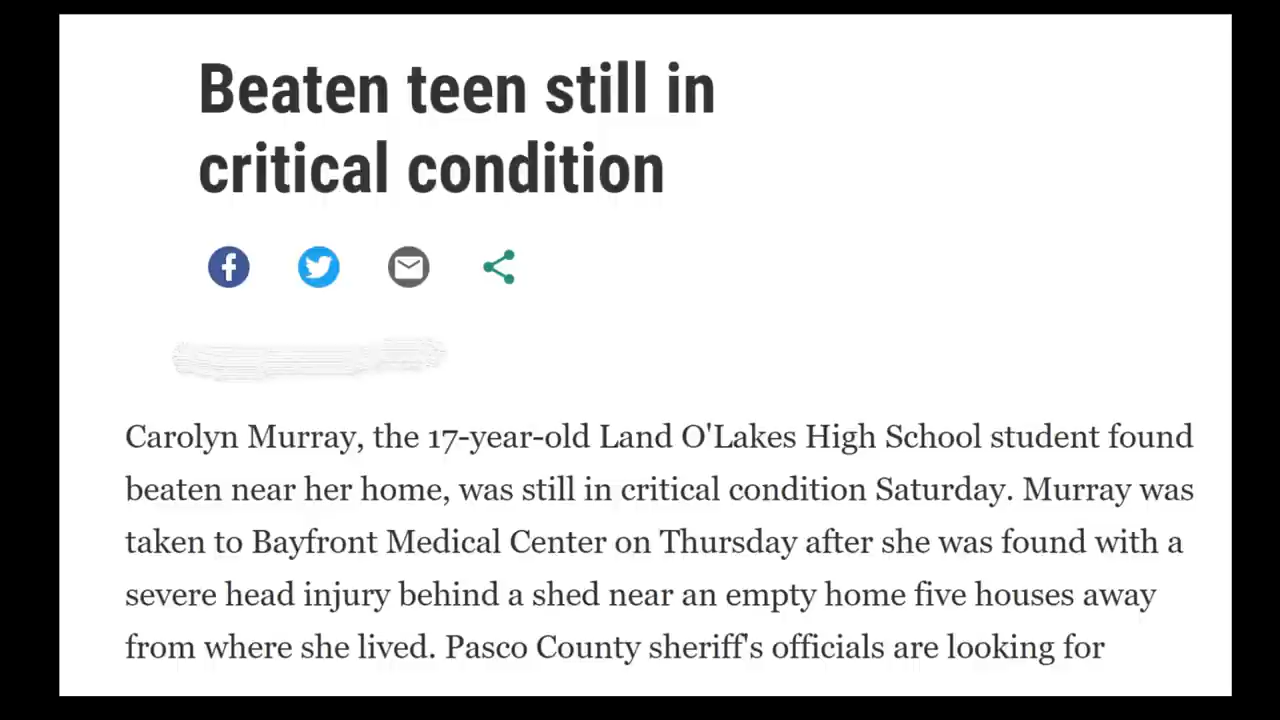 Beaten teen still in
critical condition
Carolyn Murray, the 17-year-old Land O'Lakes High School student found
beaten near her home, was still in critical condition Saturday. Murray was
taken to Bayfront Medical Center on Thursday after she was found with a
severe head injury behind a shed near an empty home five houses away
from where she lived. Pasco County sheriff's officials are looking for